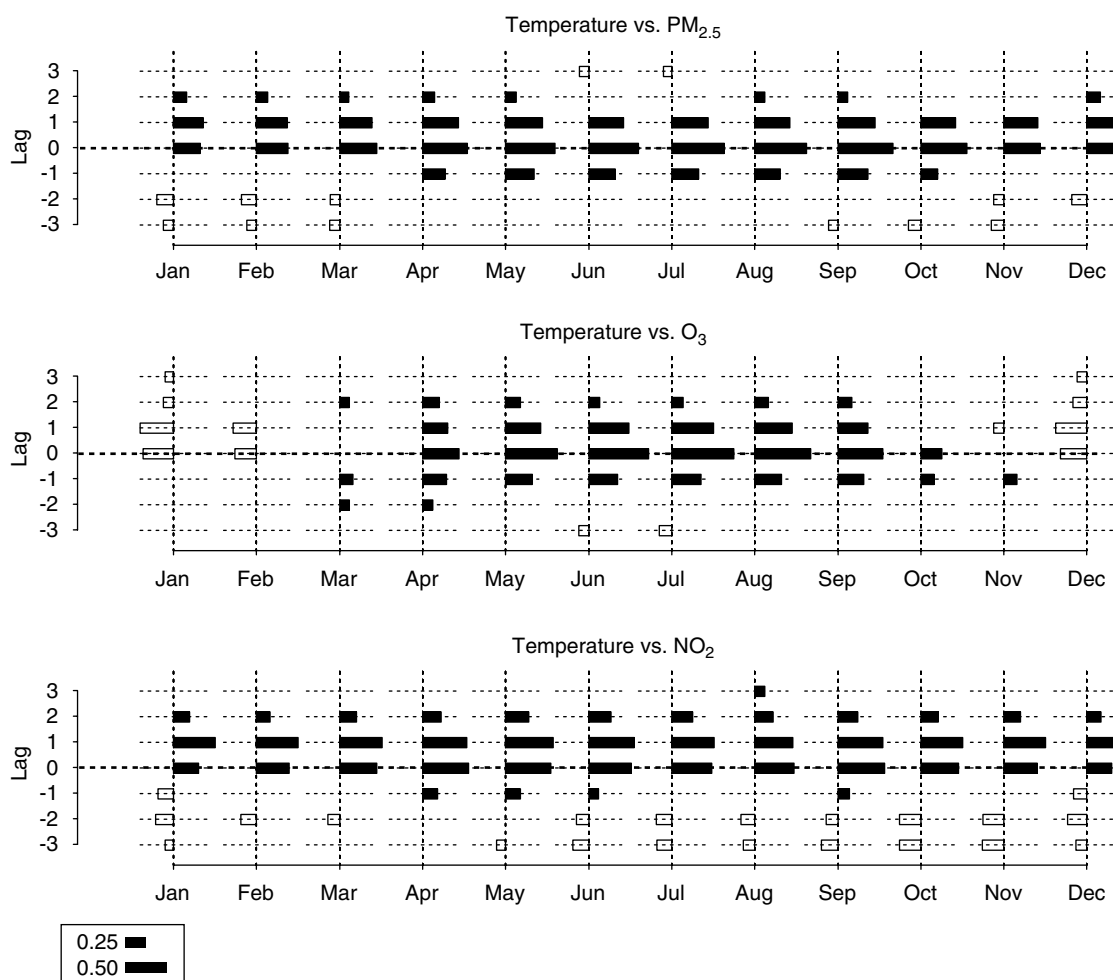 Temperature vs. PM2.5
3
2
1
0
-1
-2
-3
Lag
Jan Feb Mar Apr May Jun Jul Aug Sep Oct Nov Dec
Temperature vs. O3
3
2
1
0
-1
-2
-3
Lag
Jan Feb Mar Apr May Jun Jul Aug Sep Oct Nov Dec
Temperature vs. NO2
3
2
1
0
-1
-2
-3
Lag
Jan Feb Mar Apr May Jun Jul Aug Sep Oct Nov Dec
0.25
0.50